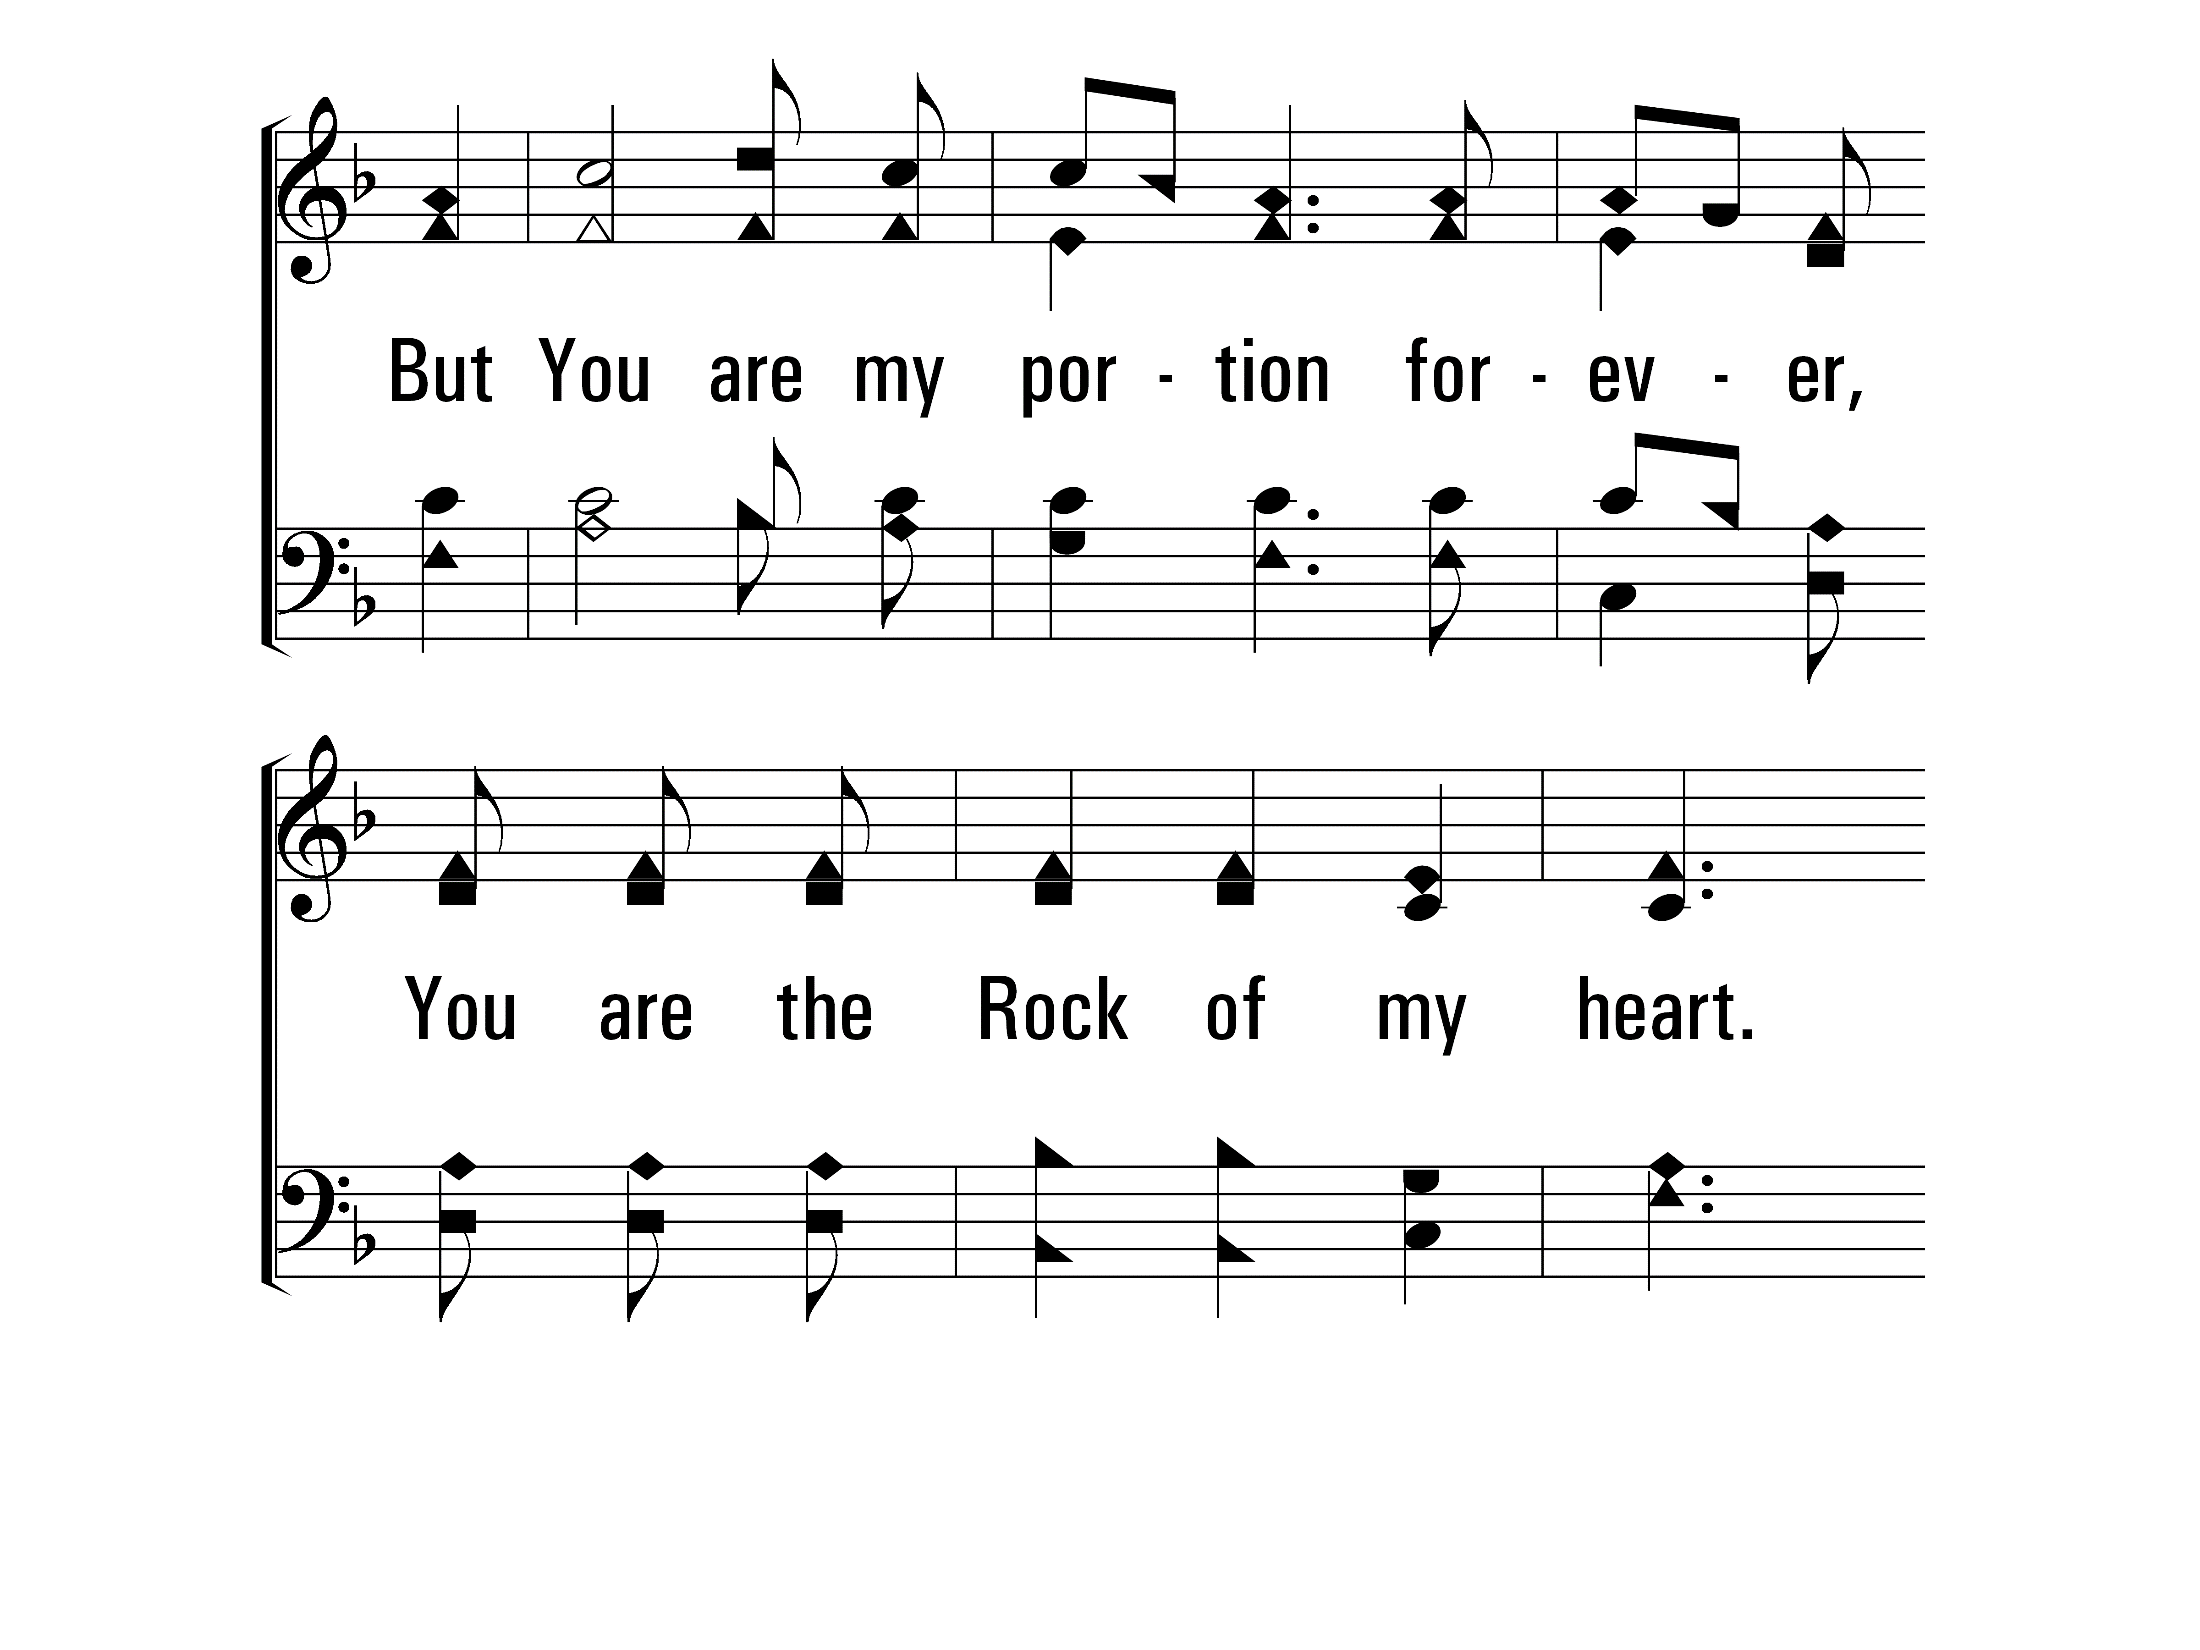 But You are my por - tion for - ev - er,
You are the Rock of my heart.